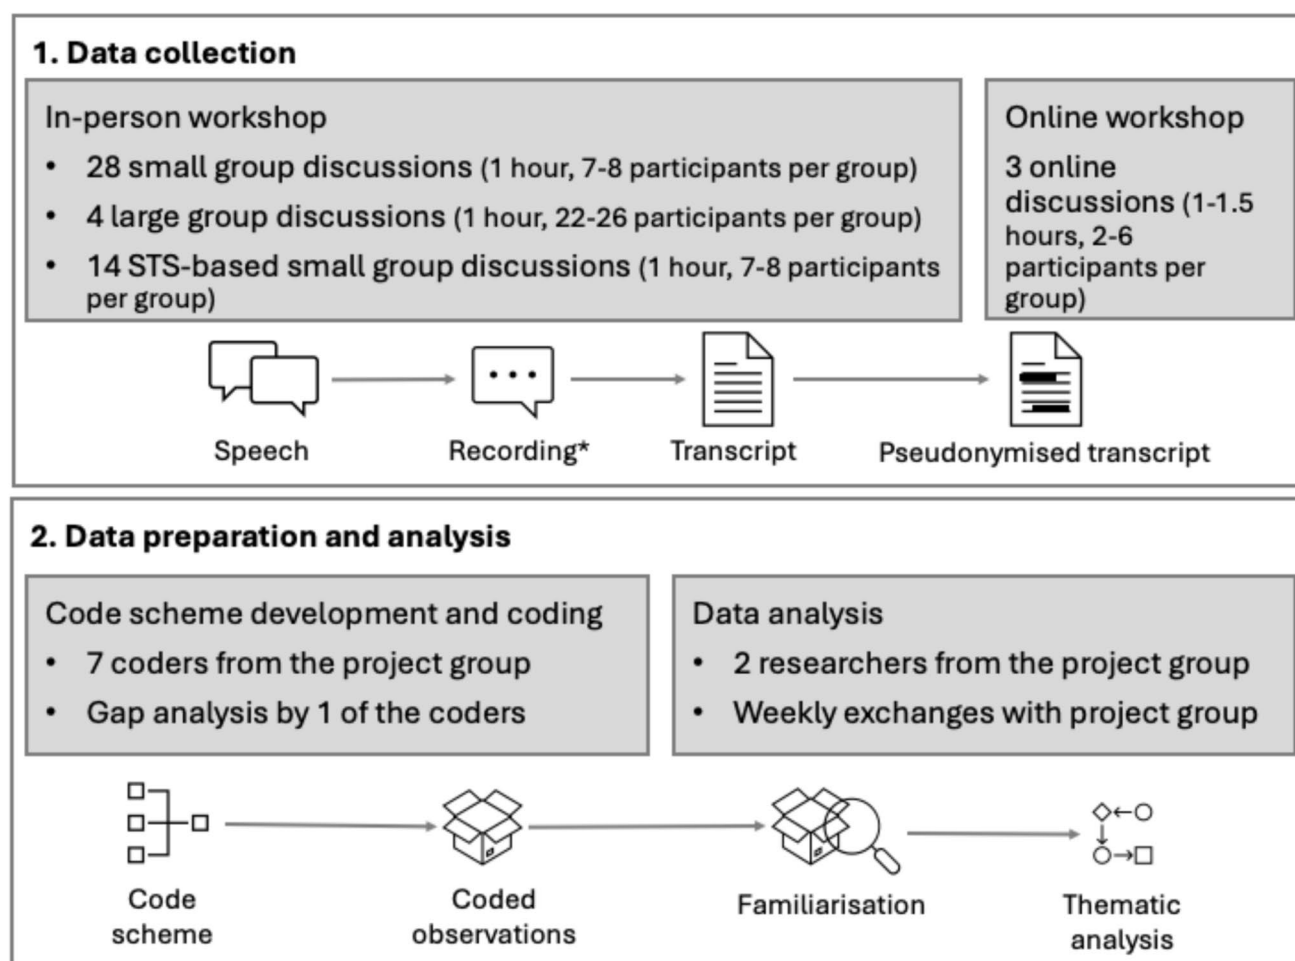 1. Data collection
In-person workshop
• 28 small group discussions (1 hour, 7-8 participants per group)
• 4 large group discussions (1 hour, 22-26 participants per group)
• 14 STS-based small group discussions (1 hour, 7-8 participants
per group)
Online workshop
3 online
discussions (1-1.5
hours, 2-6
participants per
group)
Speech
Recording*
Transcript
Pseudonymised transcript
2. Data preparation and analysis
Code scheme development and coding
• 7 coders from the project group
• Gap analysis by 1 of the coders
Data analysis
• 2 researchers from the project group
• Weekly exchanges with project group
Code
scheme
Coded
observations
Familiarisation
Thematic
analysis